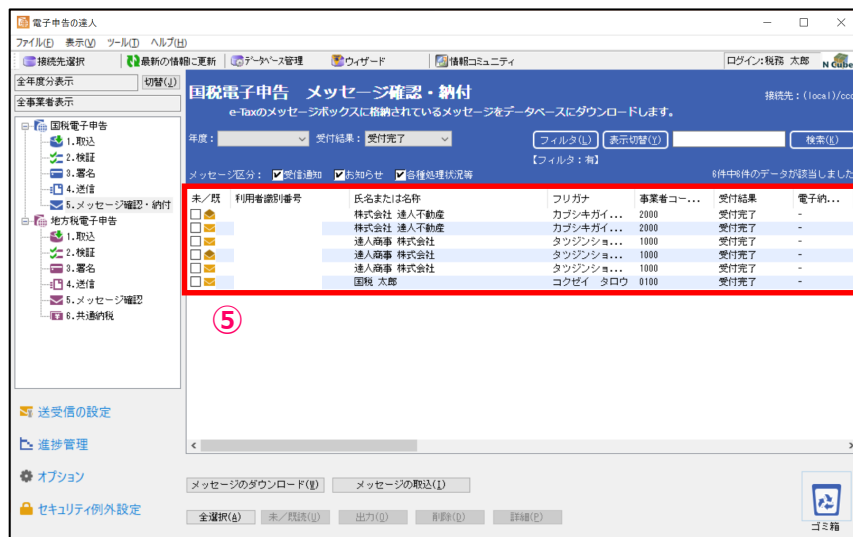 電子申告の達人
ファイル(F) 表示(V) ツール(T) ヘルプ(H)
接続先選択 最新の情報に更新 データベース管理 ウィザード 情報コミュニティ ログイン:税務 太郎 N Cube
全年度分表示 切替(J)
全事業者表示
国税電子申告
1.取込
2.検証
3.署名
4.送信
5.メッセージ確認・納付
地方税電子申告
1.取込
2.検証
3.署名
4.送信
5.メッセージ確認
6.共通納税
送受信の設定
進捗管理
オプション
セキュリティ例外設定
国税電子申告 メッセージ確認・納付
接続先:(local)/ccc
e-Taxのメッセージボックスに格納されているメッセージをデータベースにダウンロードします。
年度: 受付結果: 受付完了 フィルタ(L) 表示切替(Y) 検索(K)
【フィルタ:有】
メッセージ区分: 受信通知 お知らせ 各種処理状況等 6件中6件のデータが該当しました
未/既 利用者識別番号 氏名または名称 フリガナ 事業者コー... 受付結果 電子納...
株式会社 達人不動産 カブシキガイ... 2000 受付完了 -
株式会社 達人不動産 カブシキガイ... 2000 受付完了 -
達人商事 株式会社 タツジンショ... 1000 受付完了 -
達人商事 株式会社 タツジンショ... 1000 受付完了 -
達人商事 株式会社 タツジンショ... 1000 受付完了 -
国税 太郎 コクゼイ タロウ 0100 受付完了 -
⑤
メッセージのダウンロード(W) メッセージの取込(I)
全選択(A) 未/既読(U) 出力(O) 削除(D) 詳細(P)
ゴミ箱